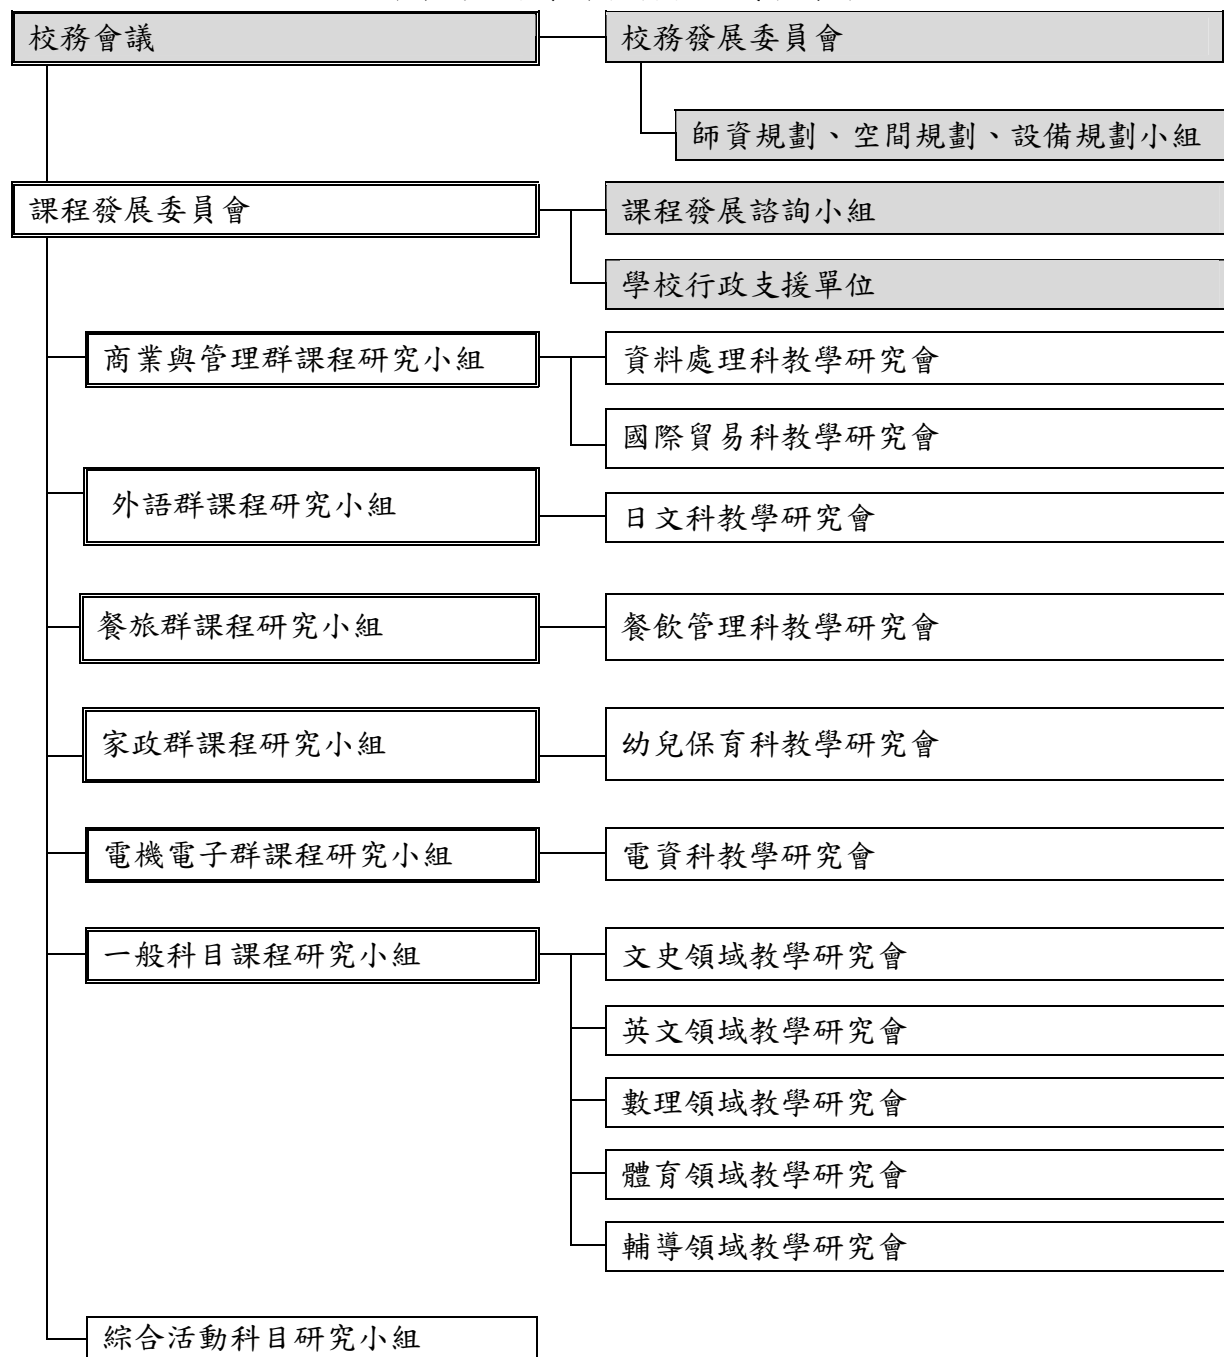 校務會議
校務發展委員會
師資規劃、空間規劃、設備規劃小組
課程發展委員會
課程發展諮詢小組
學校行政支援單位
商業與管理群課程研究小組
資料處理科教學研究會
國際貿易科教學研究會
外語群課程研究小組
日文科教學研究會
餐旅群課程研究小組
餐飲管理科教學研究會
家政群課程研究小組
幼兒保育科教學研究會
電機電子群課程研究小組
電資科教學研究會
一般科目課程研究小組
文史領域教學研究會
英文領域教學研究會
數理領域教學研究會
體育領域教學研究會
輔導領域教學研究會
綜合活動科目研究小組